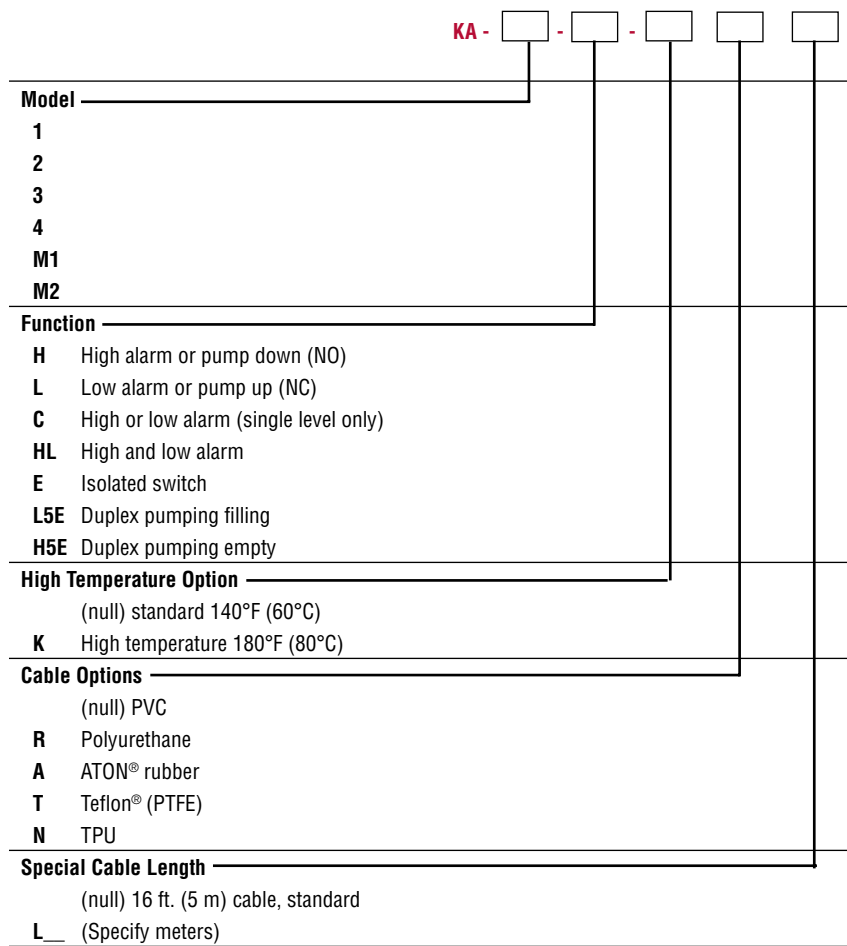 KA - - -
Model
1
2
3
4
M1
M2
Function
H High alarm or pump down (NO)
L Low alarm or pump up (NC)
C High or low alarm (single level only)
HL High and low alarm
E Isolated switch
L5E Duplex pumping filling
H5E Duplex pumping empty
High Temperature Option
(null) standard 140°F (60°C)
K High temperature 180°F (80°C)
Cable Options
(null) PVC
R Polyurethane
A ATON® rubber
T Teflon® (PTFE)
N TPU
Special Cable Length
(null) 16 ft. (5 m) cable, standard
L__ (Specify meters)